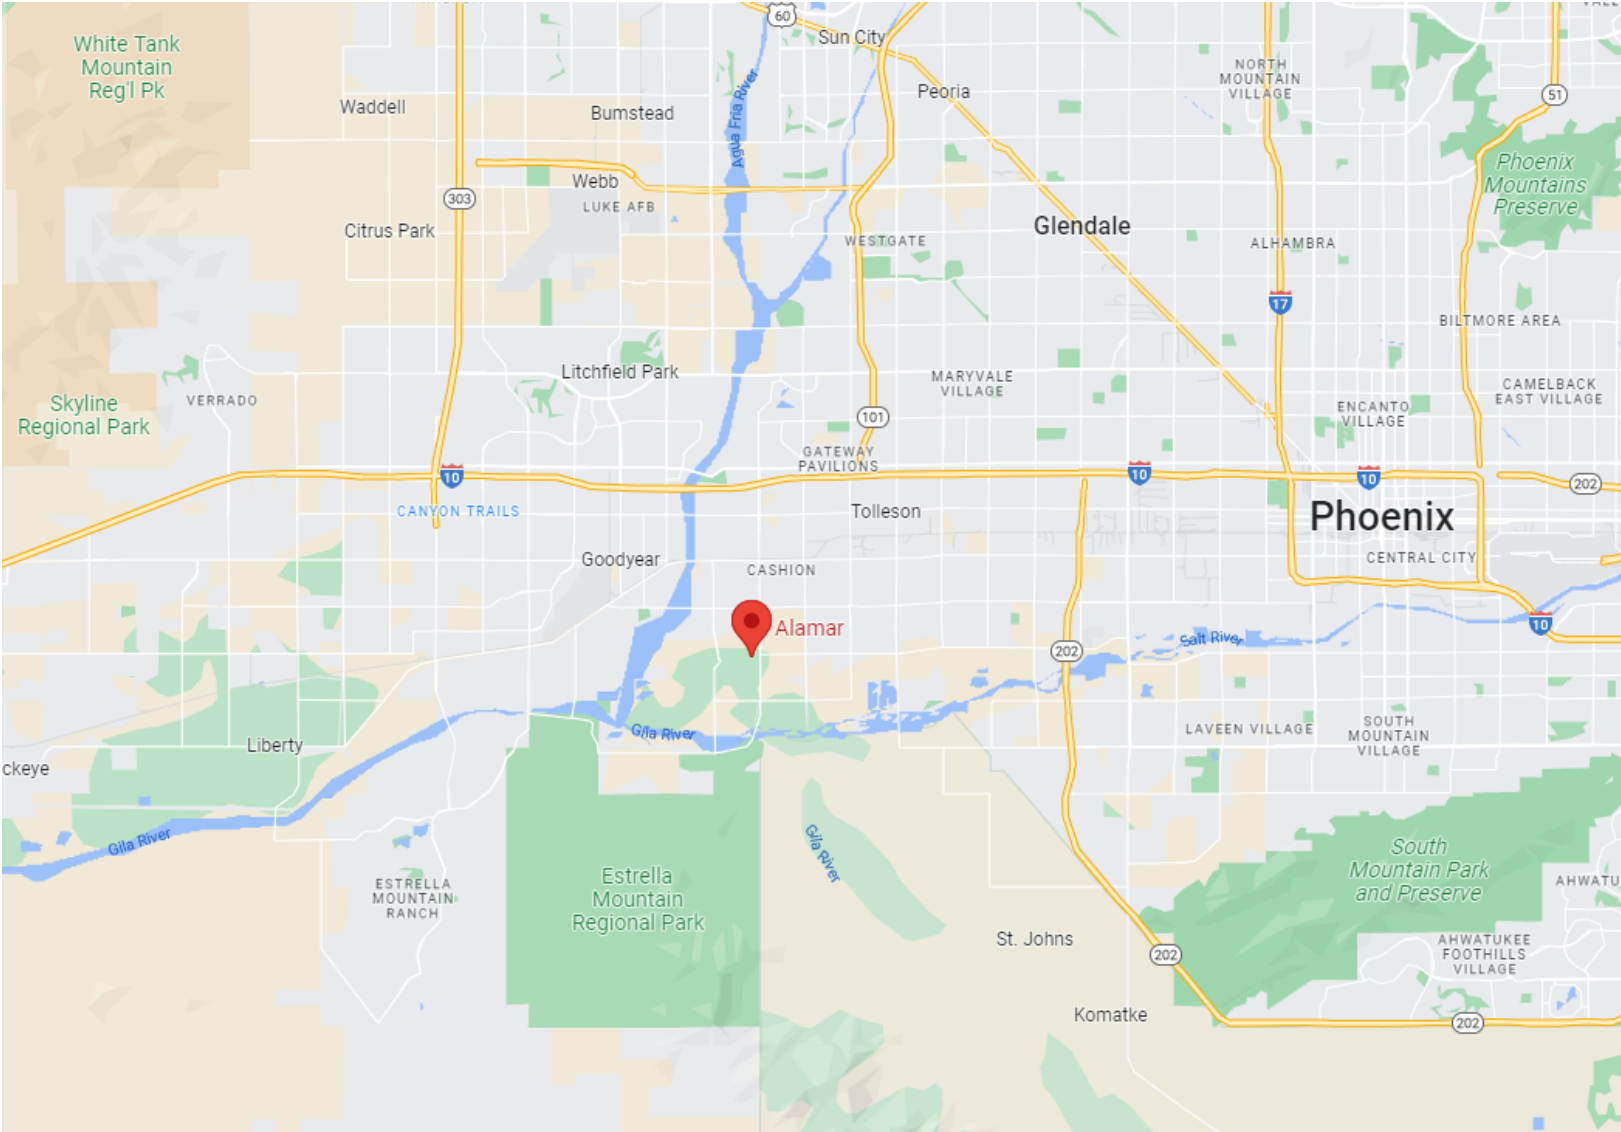 60
VALL
White Tank
Mountain
Reg'l Pk
Sun City
NORTH
MOUNTAIN
VILLAGE
Waddell
Bumstead
Agua Fria River
Peoria
51
Phoenix
Mountains
Preserve
Webb
LUKE AFB
303
Citrus Park
WESTGATE
Glendale
ALHAMBRA
17
BILTMORE AREA
Litchfield Park
MARYVALE
VILLAGE
CAMELBACK
EAST VILLAGE
VERRADO
Skyline
Regional Park
101
ENCANTO
VILLAGE
GATEWAY
PAVILIONS
10
10
10
202
CANYON TRAILS
Tolleson
Phoenix
Goodyear
CASHION
CENTRAL CITY
Alamar
10
Salt River
202
Gila River
LAVEEN VILLAGE
SOUTH
MOUNTAIN
VILLAGE
Liberty
ckeye
Gila River
Gila River
South
Mountain Park
and Preserve
ESTRELLA
MOUNTAIN
RANCH
Estrella
Mountain
Regional Park
AHWATU
St. Johns
AHWATUKEE
FOOTHILLS
VILLAGE
202
Komatke
202